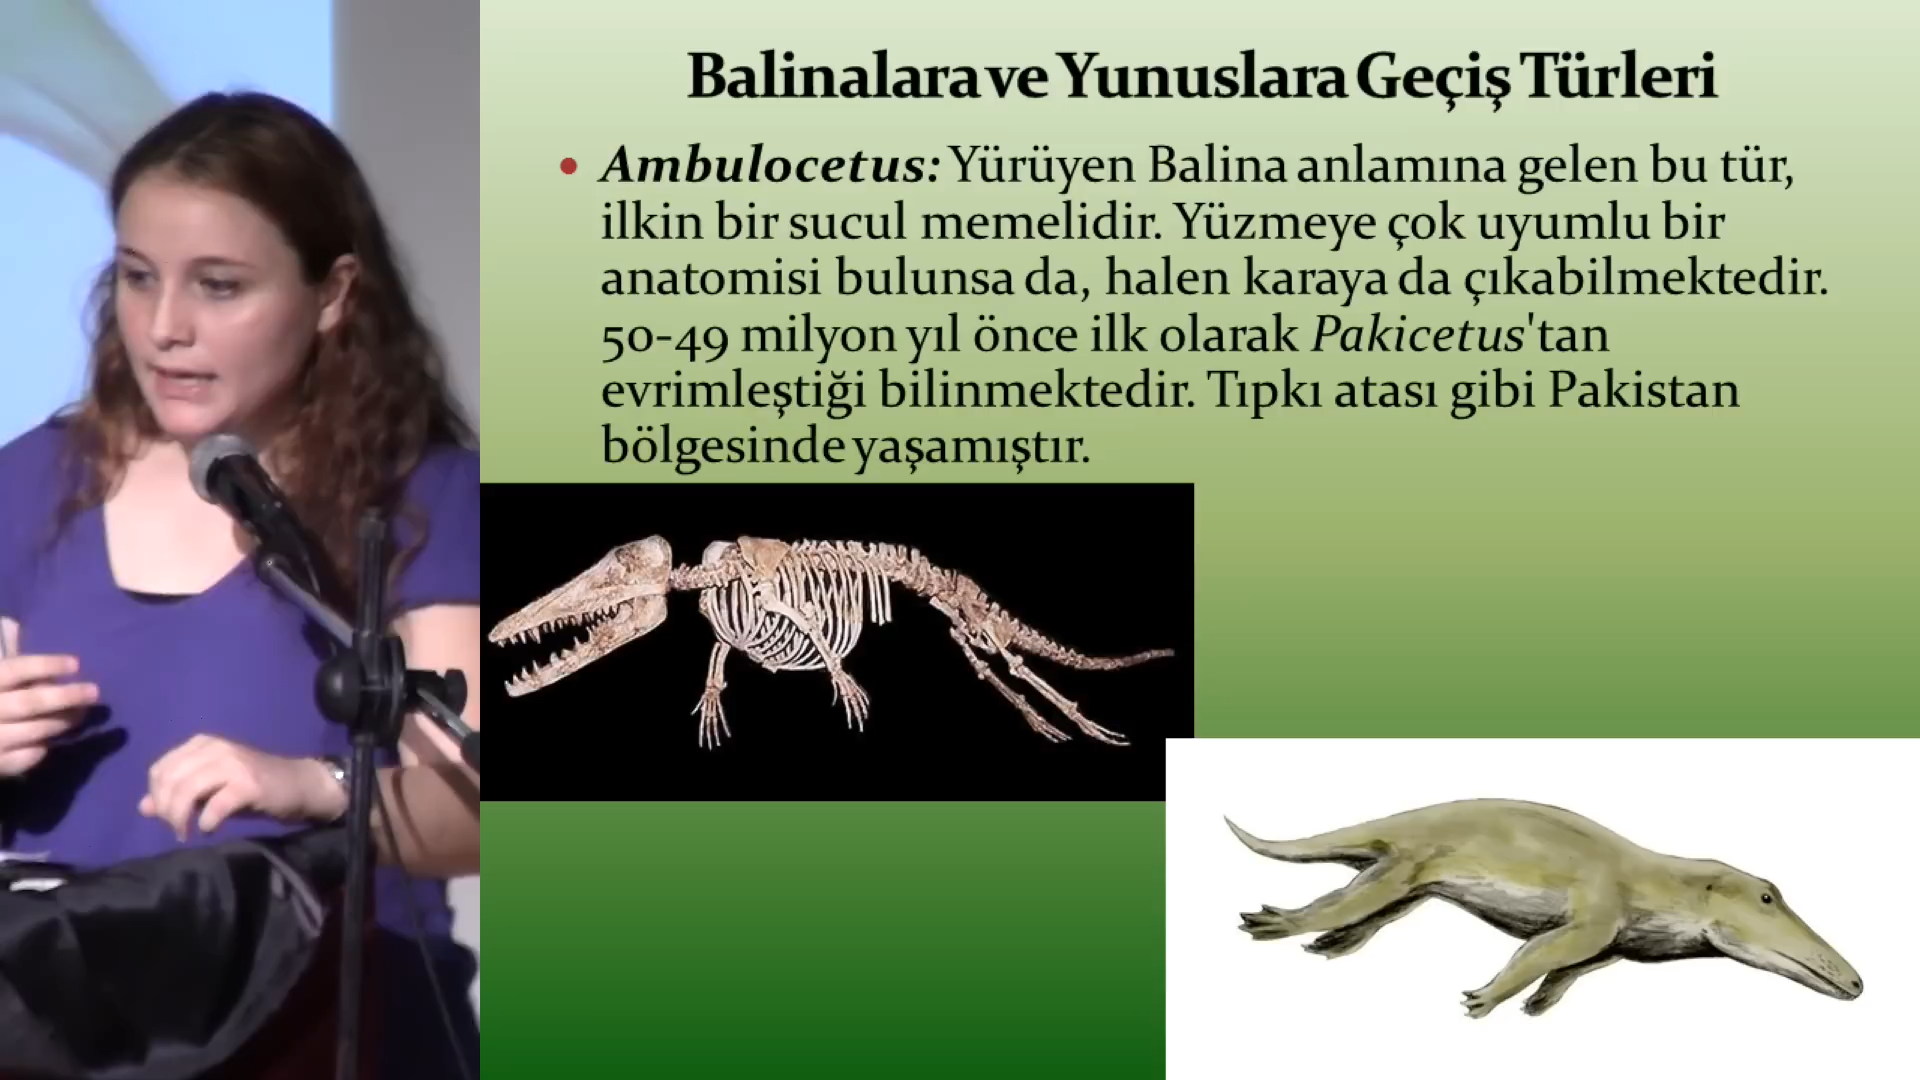 Balinalara ve Yunuslara Geçiş Türleri
• Ambulocetus: Yürüyen Balina anlamına gelen bu tür,
ilkin bir sucul memelidir. Yüzmeye çok uyumlu bir
anatomisi bulunsa da, halen karaya da çıkabilmektedir.
50-49 milyon yıl önce ilk olarak Pakicetus'tan
evrimleştiği bilinmektedir. Tıpkı atası gibi Pakistan
bölgesinde yaşamıştır.